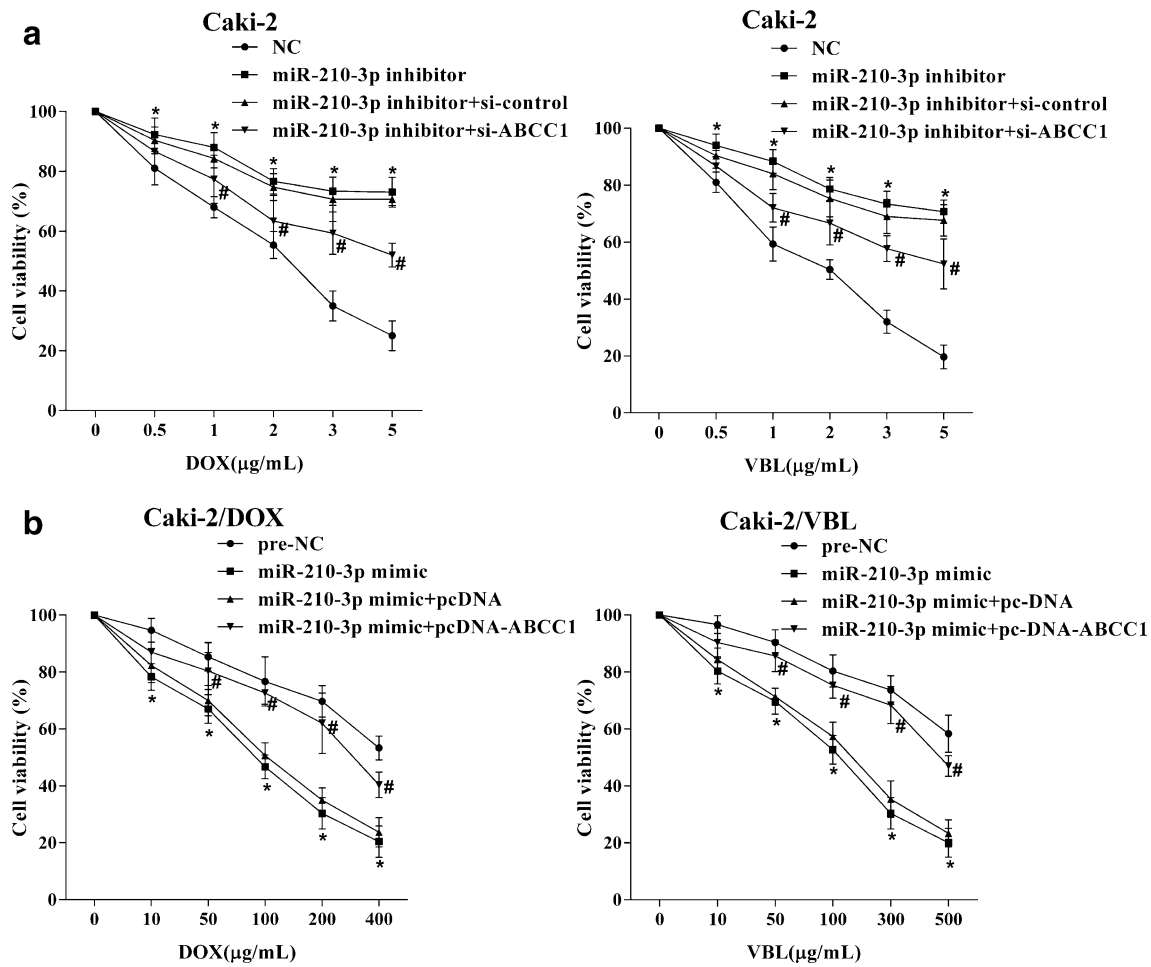 a
Caki-2
NC
miR-210-3p inhibitor
miR-210-3p inhibitor+si-control
miR-210-3p inhibitor+si-ABCC1
Cell viability (%)
100
80
60
40
20
0
* * * * *
# # # #
0 0.5 1 2 3 5
DOX(μg/mL)
Caki-2
NC
miR-210-3p inhibitor
miR-210-3p inhibitor+si-control
miR-210-3p inhibitor+si-ABCC1
Cell viability (%)
100
80
60
40
20
0
* * * * *
# # # #
0 0.5 1 2 3 5
VBL(μg/mL)
b
Caki-2/DOX
pre-NC
miR-210-3p mimic
miR-210-3p mimic+pcDNA
miR-210-3p mimic+pcDNA-ABCC1
Cell viability (%)
100
80
60
40
20
0
# # # # #
* * * * *
0 10 50 100 200 400
DOX(μg/mL)
Caki-2/VBL
pre-NC
miR-210-3p mimic
miR-210-3p mimic+pc-DNA
miR-210-3p mimic+pc-DNA-ABCC1
Cell viability (%)
100
80
60
40
20
0
# # # #
* * * * *
0 10 50 100 300 500
VBL(μg/mL)